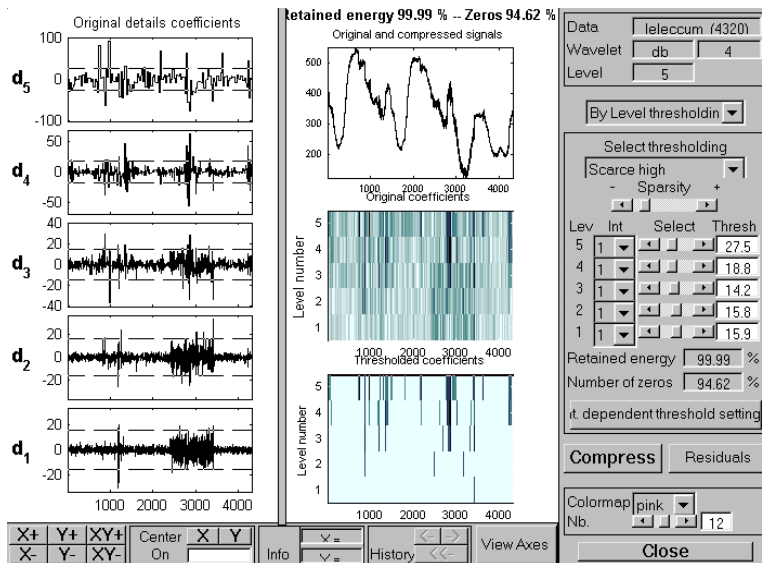 Original details coefficients
d5
100
0
-100
d4
50
0
-50
d3
40
20
0
-20
-40
d2
20
0
-20
d1
20
0
-20
1000 2000 3000 4000
Retained energy 99.99 % -- Zeros 94.62 %
Original and compressed signals
500
400
300
200
1000 2000 3000 4000
Original coefficients
Level number
5
4
3
2
1
1000 2000 3000 4000
Thresholded coefficients
Level number
5
4
3
2
1
1000 2000 3000 4000
Data leleccum (4320)
Wavelet db 4
Level 5
By Level thresholdin
Select thresholding
Scarce high
- Sparsity +
Lev Int Select Thresh
5 1 27.5
4 1 18.8
3 1 14.2
2 1 15.8
1 1 15.9
Retained energy 99.99 %
Number of zeros 94.62 %
t. dependent threshold setting
Compress Residuals
Colormap pink
Nb. 12
Close
X+ Y+ XY+
X- Y- XY-
Center X Y
On
Info X =
Y =
History <- ->
<<-
View Axes